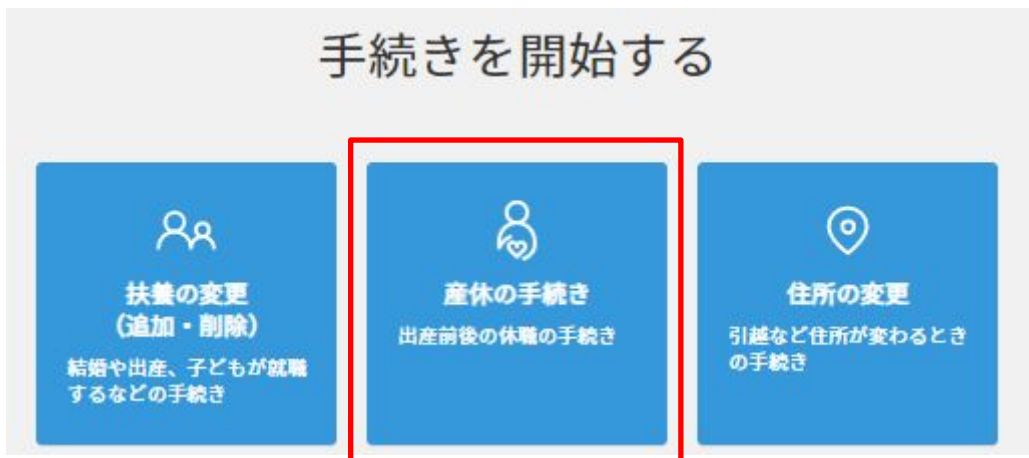 手続きを開始する
扶養の変更
（追加・削除）
結婚や出産、子どもが就職
するなどの手続き
産休の手続き
出産前後の休職の手続き
住所の変更
引越など住所が変わるとき
の手続き